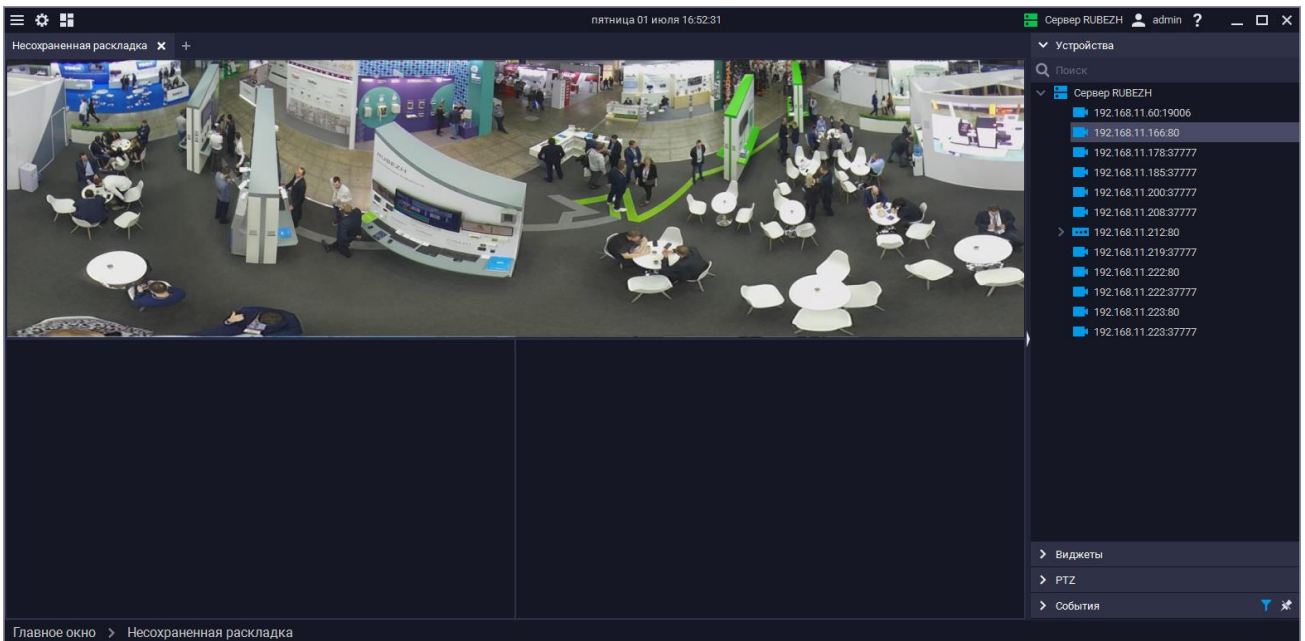 пятница 01 июля 16:52:31
Сервер RUBEZH admin ?
Несохраненная раскладка
Устройства
Поиск
Сервер RUBEZH
192.168.11.60:19006
192.168.11.166:80
192.168.11.178:37777
192.168.11.185:37777
192.168.11.200:37777
192.168.11.208:37777
192.168.11.212:80
192.168.11.219:37777
192.168.11.222:80
192.168.11.222:37777
192.168.11.223:80
192.168.11.223:37777
RUBEZH
Виджеты
PTZ
События
Главное окно > Несохраненная раскладка